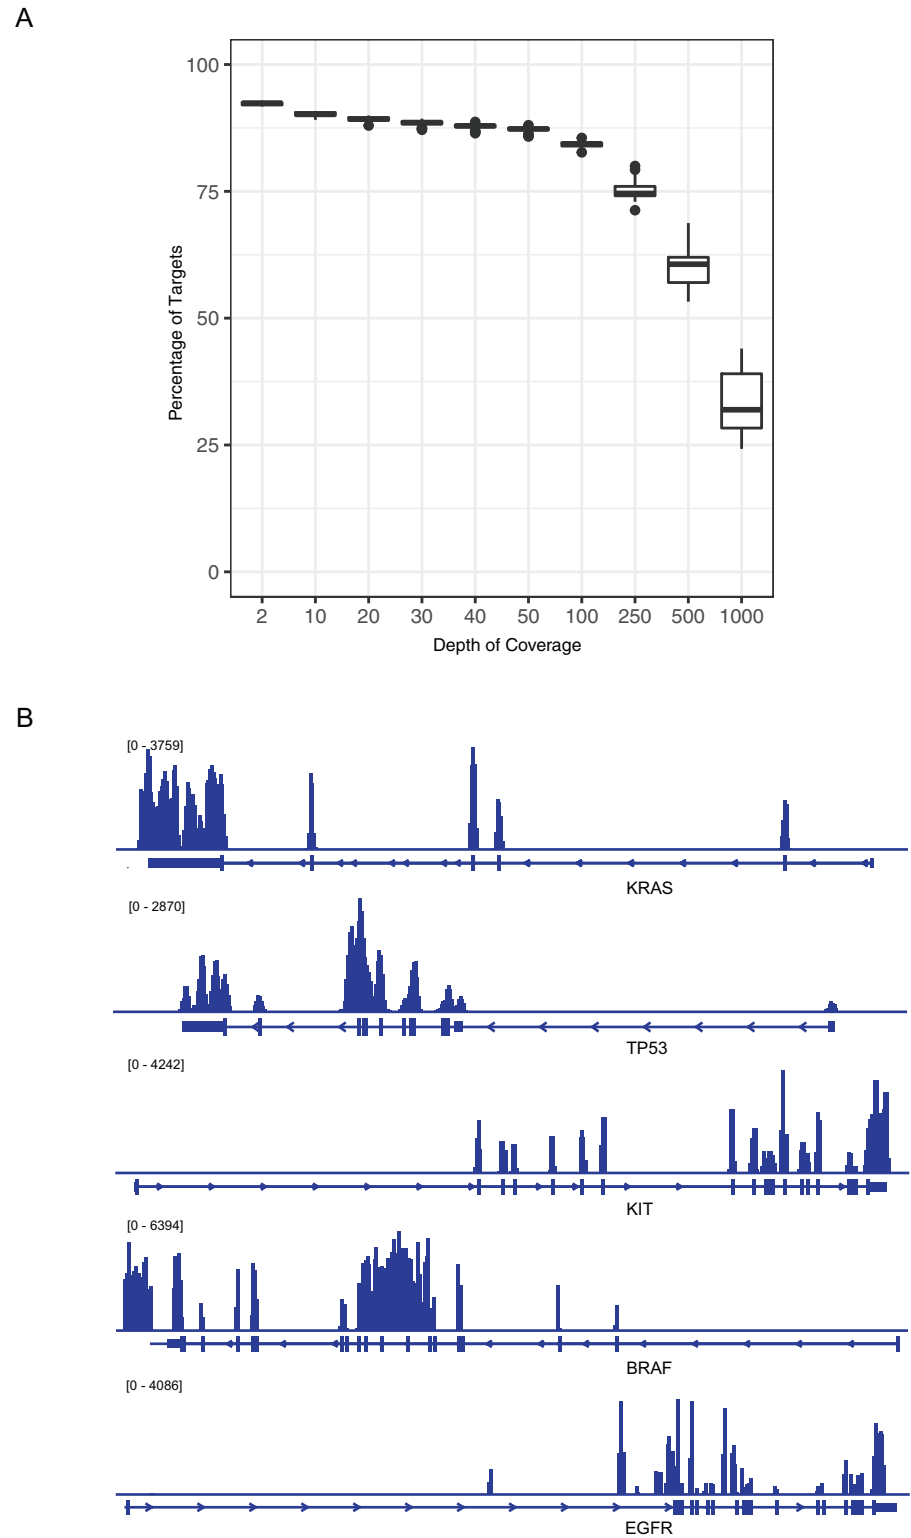 A
100
75
50
25
0
Percentage of Targets
2 10 20 30 40 50 100 250 500 1000
Depth of Coverage
B
[0 - 3759]
KRAS
[0 - 2870]
TP53
[0 - 4242]
KIT
[0 - 6394]
BRAF
[0 - 4086]
EGFR